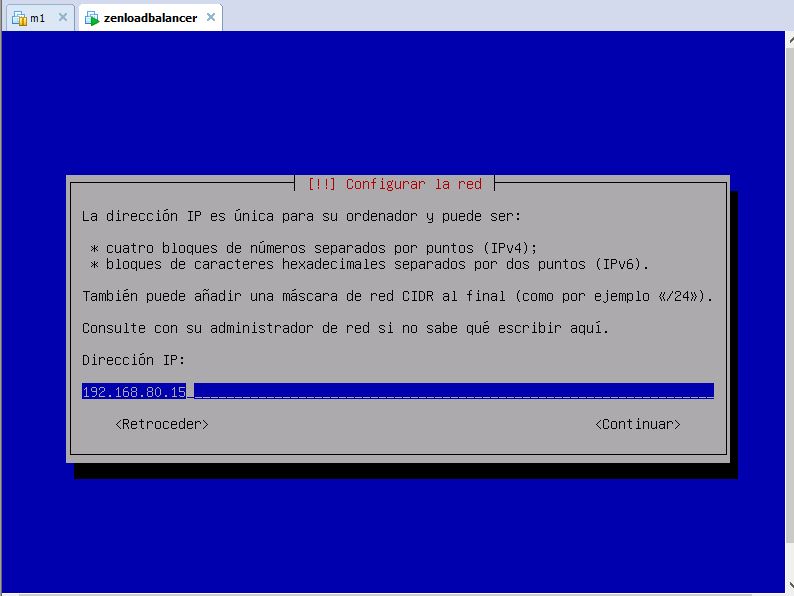 m1
zenloadbalancer
[!!] Configurar la red
La dirección IP es única para su ordenador y puede ser:
* cuatro bloques de números separados por puntos (IPv4);
* bloques de caracteres hexadecimales separados por dos puntos (IPv6).
También puede añadir una máscara de red CIDR al final (como por ejemplo «/24»).
Consulte con su administrador de red si no sabe qué escribir aquí.
Dirección IP:
192.168.80.15
<Retroceder> <Continuar>